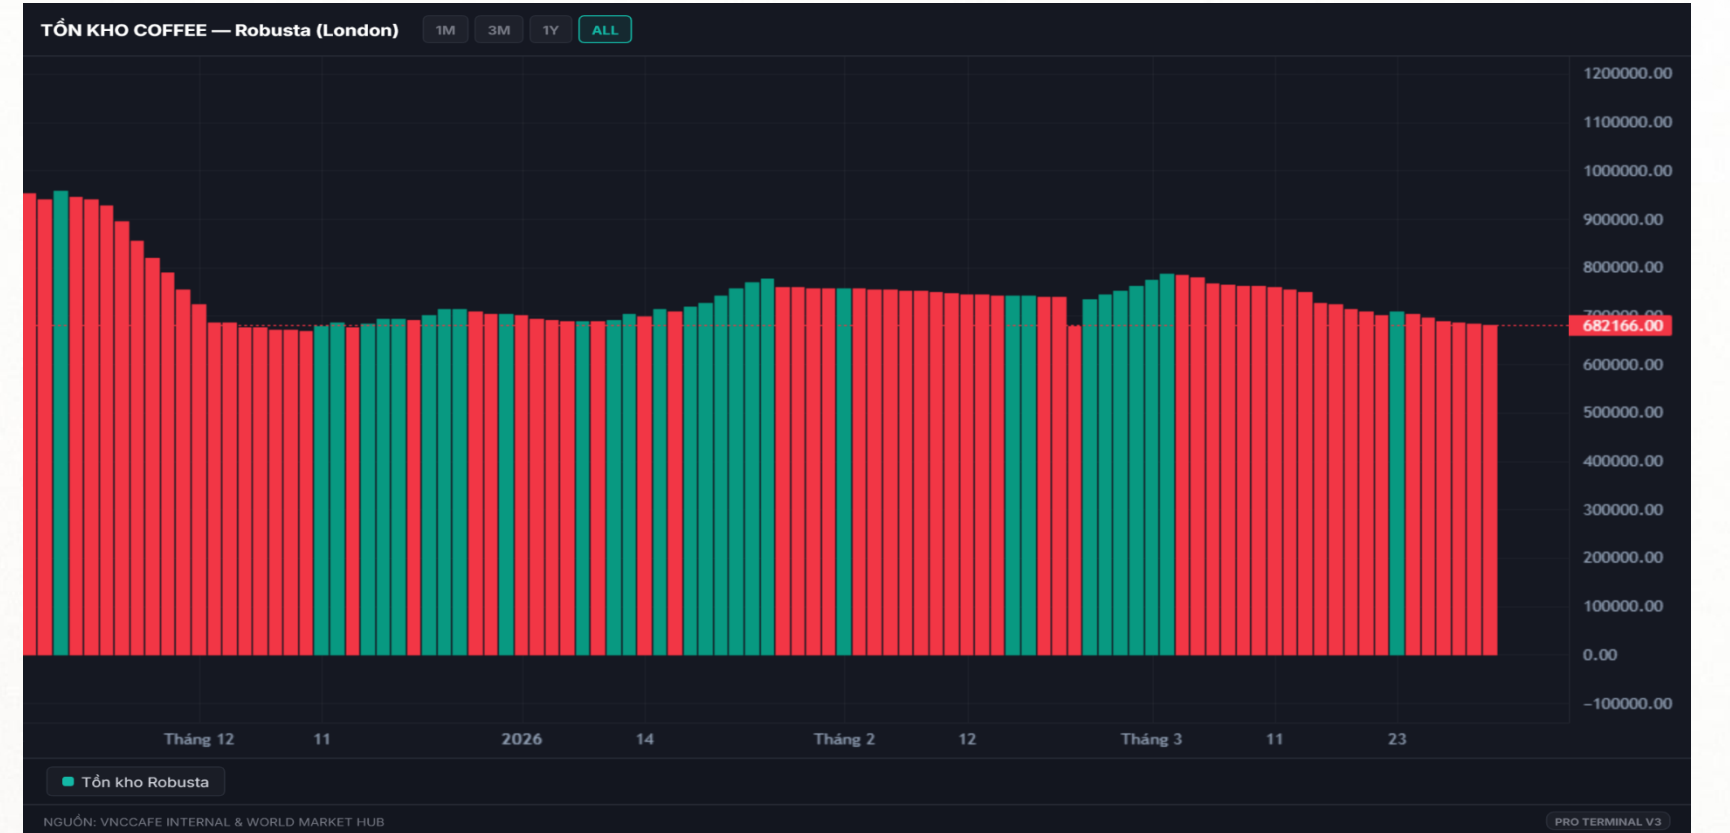 TỒN KHO COFFEE — Robusta (London)
1M 3M 1Y ALL
1200000.00
1100000.00
1000000.00
900000.00
800000.00
700000.00
682166.00
600000.00
500000.00
400000.00
300000.00
200000.00
100000.00
0.00
−100000.00
Tháng 12 11 2026 14 Tháng 2 12 Tháng 3 11 23
Tồn kho Robusta
NGUỒN: VNCCAFE INTERNAL & WORLD MARKET HUB
PRO TERMINAL V3